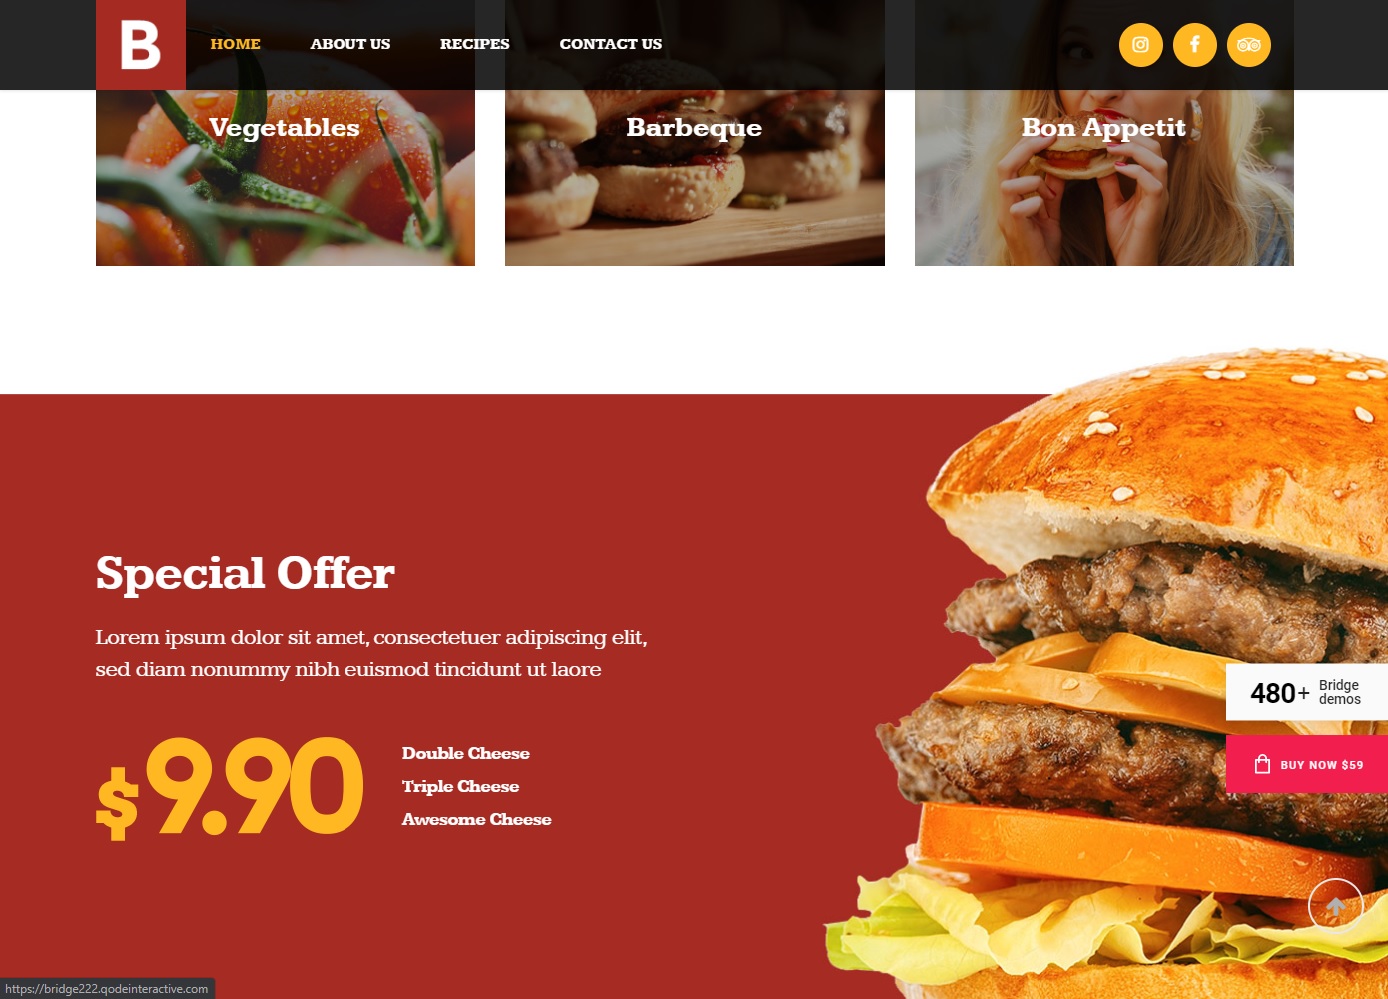 B
HOME
ABOUT US
RECIPES
CONTACT US
Vegetables
Barbeque
Bon Appetit
Special Offer
Lorem ipsum dolor sit amet, consectetuer adipiscing elit,
sed diam nonummy nibh euismod tincidunt ut laore
$9.90
Double Cheese
Triple Cheese
Awesome Cheese
480+
Bridge
demos
BUY NOW $59
https://bridge222.qodeinteractive.com